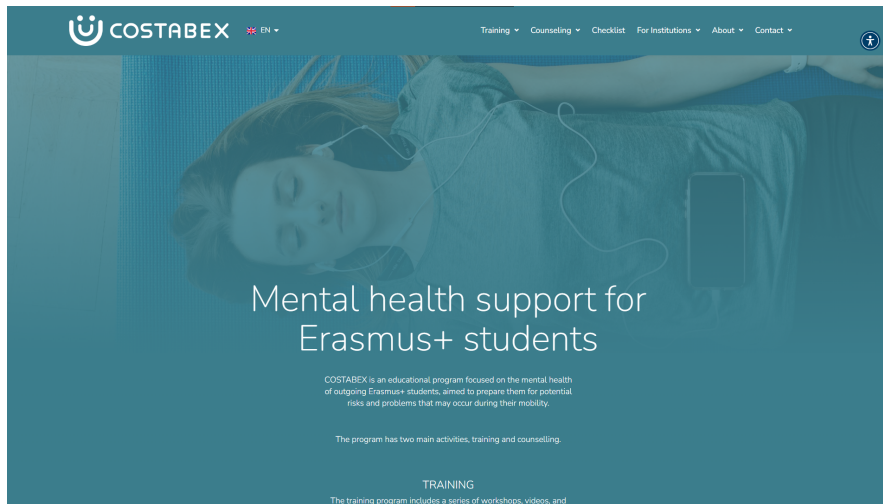 COSTABEX
EN
Training
Counseling
Checklist
For Institutions
About
Contact
Mental health support for
Erasmus+ students
COSTABEX is an educational program focused on the mental health
of outgoing Erasmus+ students, aimed to prepare them for potential
risks and problems that may occur during their mobility.
The program has two main activities, training and counselling.
TRAINING
The training program includes a series of workshops, videos, and